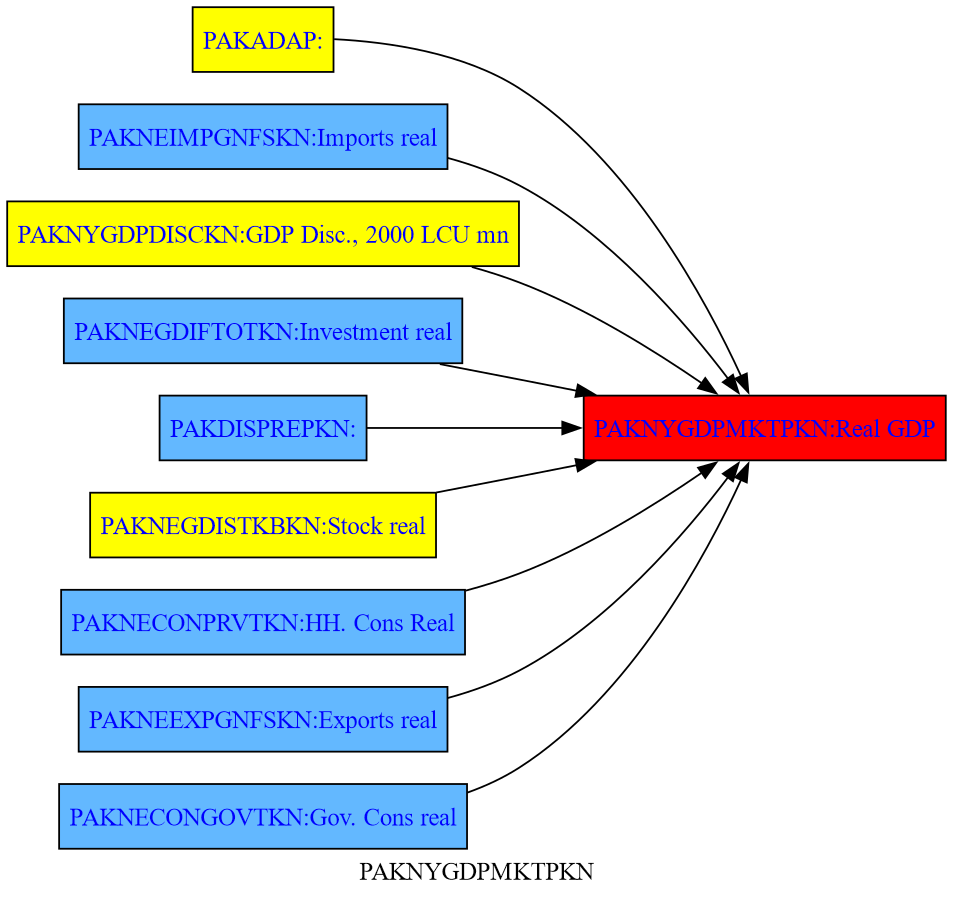 PAKADAP:
PAKNEIMPGNFSKN:Imports real
PAKNYGDPDISCKN:GDP Disc., 2000 LCU mn
PAKNEGDIFTOTKN:Investment real
PAKDISPREPKN:
PAKNYGDPMKTPKN:Real GDP
PAKNEGDISTKBKN:Stock real
PAKNECONPRVTKN:HH. Cons Real
PAKNEEXPGNFSKN:Exports real
PAKNECONGOVTKN:Gov. Cons real
PAKNYGDPMKTPKN